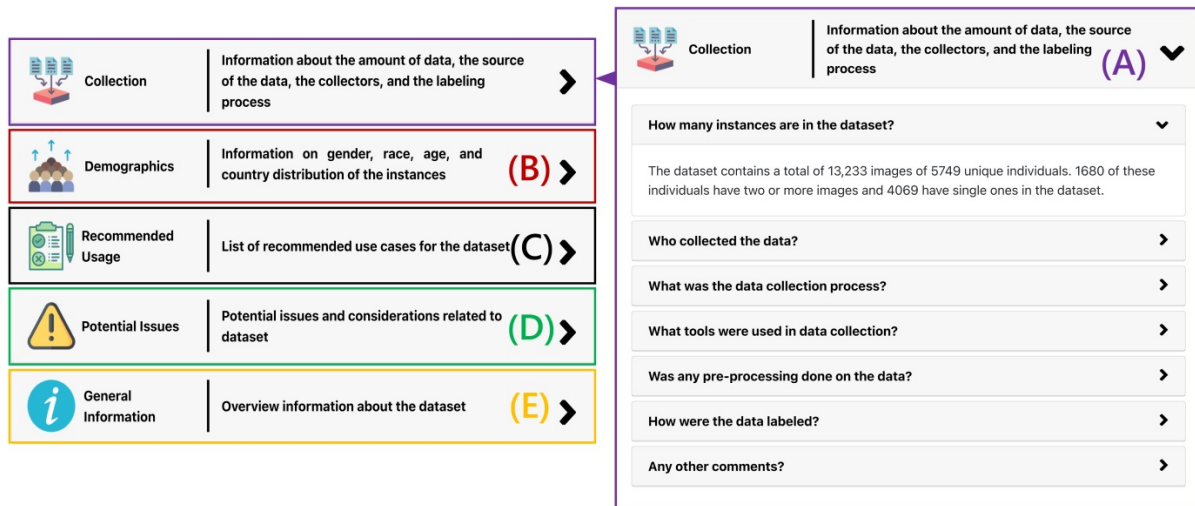 Collection
Information about the amount of data, the source
of the data, the collectors, and the labeling
process
Demographics
Information on gender, race, age, and
country distribution of the instances
(B)
Recommended
Usage
List of recommended use cases for the dataset
(C)
Potential Issues
Potential issues and considerations related to
dataset
(D)
General
Information
Overview information about the dataset
(E)
Collection
Information about the amount of data, the source
of the data, the collectors, and the labeling
process
(A)
How many instances are in the dataset?
The dataset contains a total of 13,233 images of 5749 unique individuals. 1680 of these
individuals have two or more images and 4069 have single ones in the dataset.
Who collected the data?
What was the data collection process?
What tools were used in data collection?
Was any pre-processing done on the data?
How were the data labeled?
Any other comments?